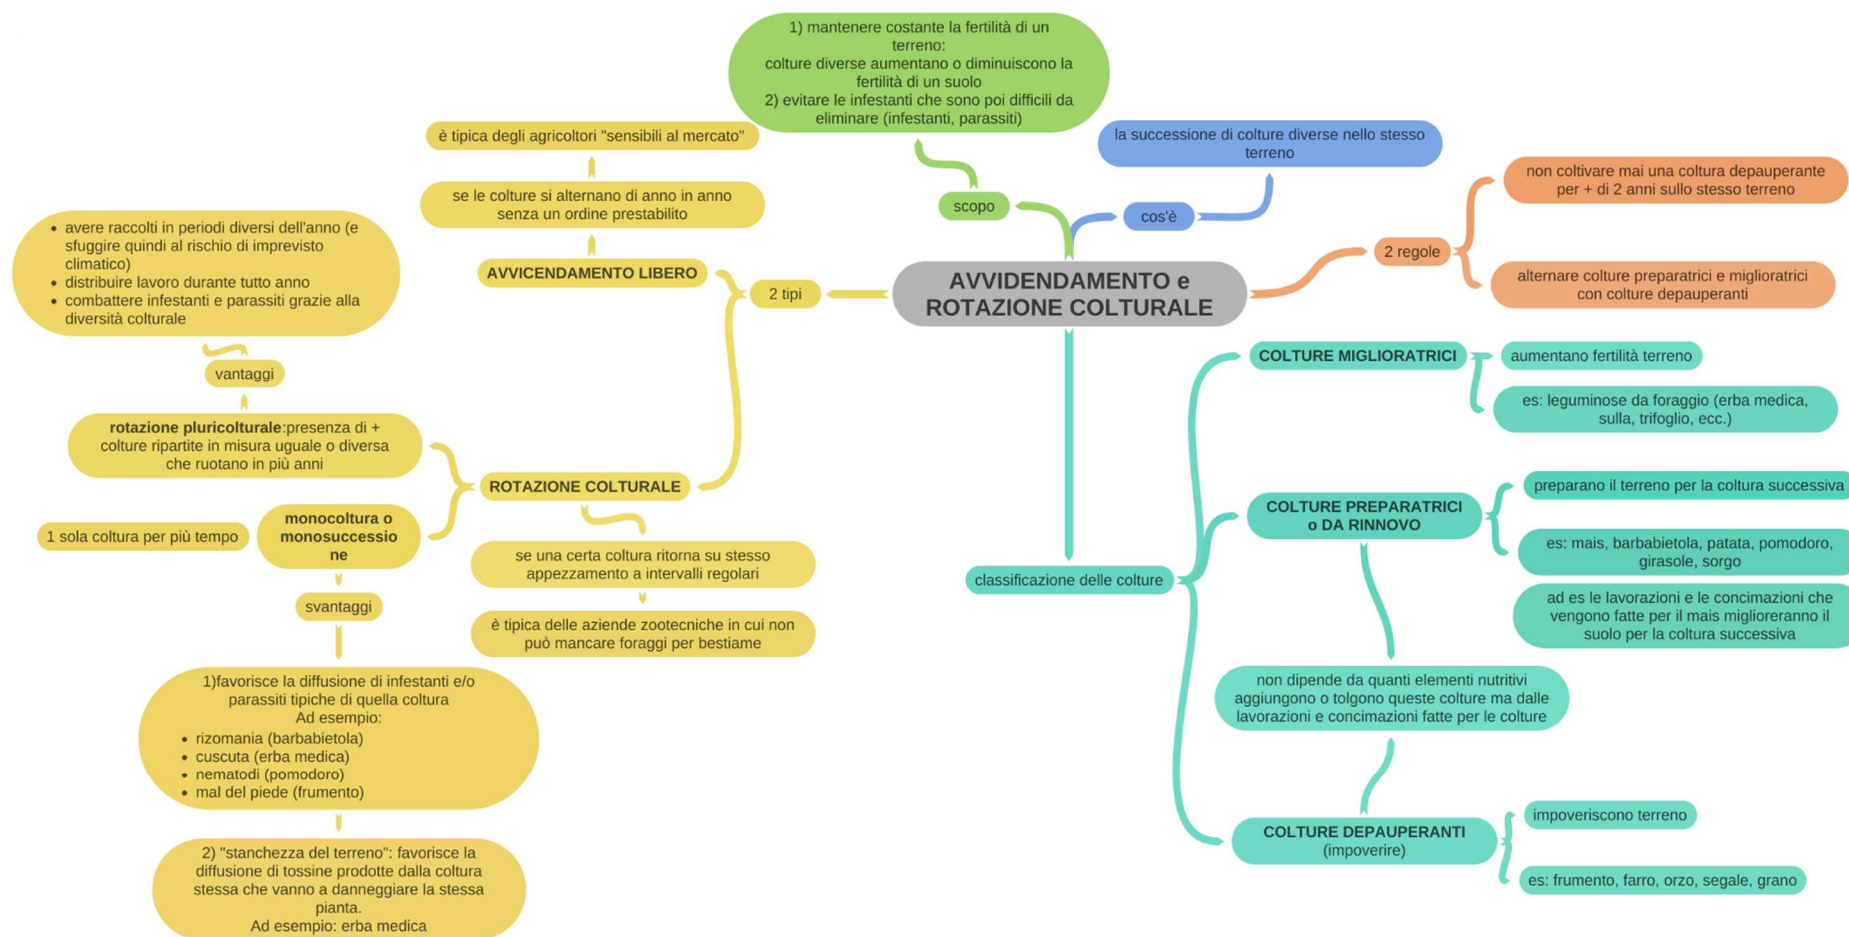 1) mantenere costante la fertilità di un
terreno:
colture diverse aumentano o diminuiscono la
fertilità di un suolo
2) evitare le infestanti che sono poi difficili da
eliminare (infestanti, parassiti)
scopo
la successione di colture diverse nello stesso
terreno
cos'è
AVVIDENDAMENTO e
ROTAZIONE COLTURALE
2 regole
non coltivare mai una coltura depauperante
per + di 2 anni sullo stesso terreno
alternare colture preparatrici e miglioratrici
con colture depauperanti
2 tipi
AVVICENDAMENTO LIBERO
se le colture si alternano di anno in anno
senza un ordine prestabilito
è tipica degli agricoltori "sensibili al mercato"
ROTAZIONE COLTURALE
se una certa coltura ritorna su stesso
appezzamento a intervalli regolari
è tipica delle aziende zootecniche in cui non
può mancare foraggi per bestiame
rotazione pluricolturale:presenza di +
colture ripartite in misura uguale o diversa
che ruotano in più anni
vantaggi
• avere raccolti in periodi diversi dell'anno (e
sfuggire quindi al rischio di imprevisto
climatico)
• distribuire lavoro durante tutto anno
• combattere infestanti e parassiti grazie alla
diversità colturale
monocoltura o
monosuccessio
ne
1 sola coltura per più tempo
svantaggi
1)favorisce la diffusione di infestanti e/o
parassiti tipiche di quella coltura
Ad esempio:
• rizomania (barbabietola)
• cuscuta (erba medica)
• nematodi (pomodoro)
• mal del piede (frumento)
2) "stanchezza del terreno": favorisce la
diffusione di tossine prodotte dalla coltura
stessa che vanno a danneggiare la stessa
pianta.
Ad esempio: erba medica
classificazione delle colture
COLTURE MIGLIORATRICI
aumentano fertilità terreno
es: leguminose da foraggio (erba medica,
sulla, trifoglio, ecc.)
COLTURE PREPARATRICI
o DA RINNOVO
preparano il terreno per la coltura successiva
es: mais, barbabietola, patata, pomodoro,
girasole, sorgo
ad es le lavorazioni e le concimazioni che
vengono fatte per il mais miglioreranno il
suolo per la coltura successiva
non dipende da quanti elementi nutritivi
aggiungono o tolgono queste colture ma dalle
lavorazioni e concimazioni fatte per le colture
COLTURE DEPAUPERANTI
(impoverire)
impoveriscono terreno
es: frumento, farro, orzo, segale, grano